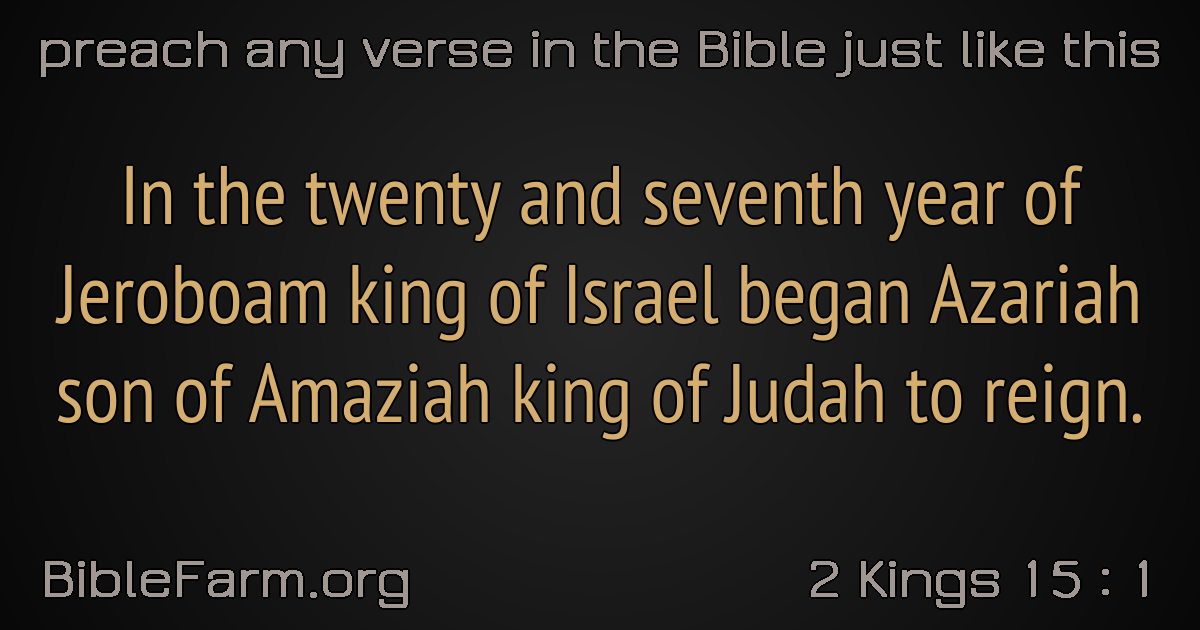 preach any verse in the Bible just like this
In the twenty and seventh year of
Jeroboam king of Israel began Azariah
son of Amaziah king of Judah to reign.
BibleFarm.org
2 Kings 15 : 1